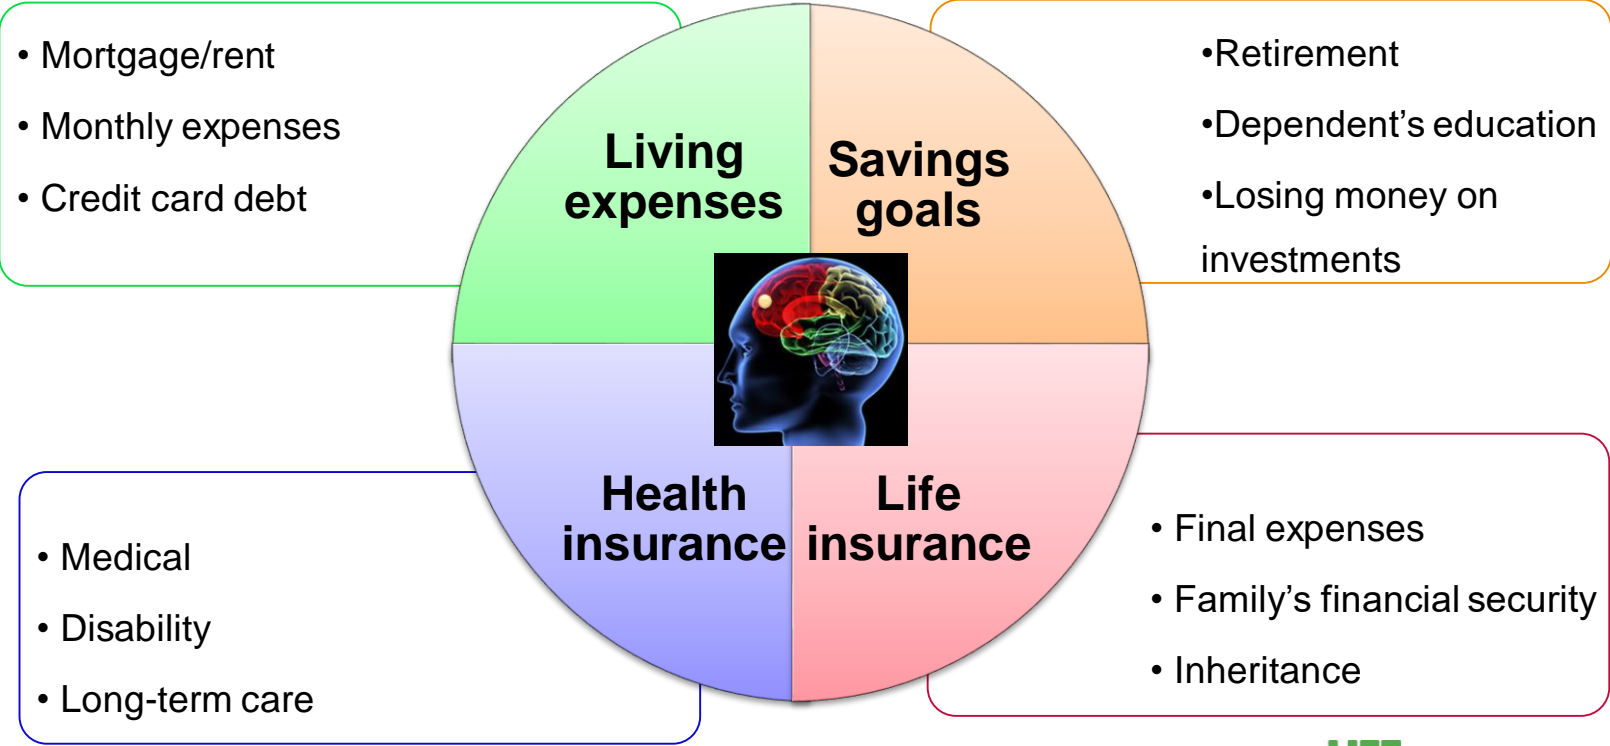 • Mortgage/rent
• Monthly expenses
• Credit card debt
Living
expenses
Savings
goals
•Retirement
•Dependent’s education
•Losing money on
investments
Health
insurance
Life
insurance
• Medical
• Disability
• Long-term care
• Final expenses
• Family’s financial security
• Inheritance